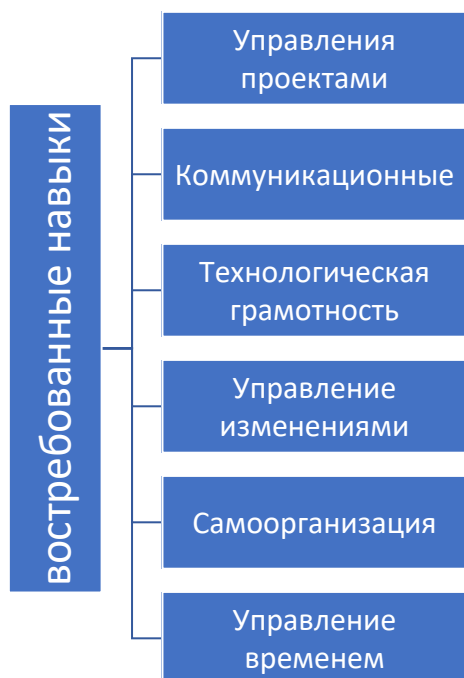 востребованные навыки
Управления
проектами
Коммуникационные
Технологическая
грамотность
Управление
изменениями
Самоорганизация
Управление
временем